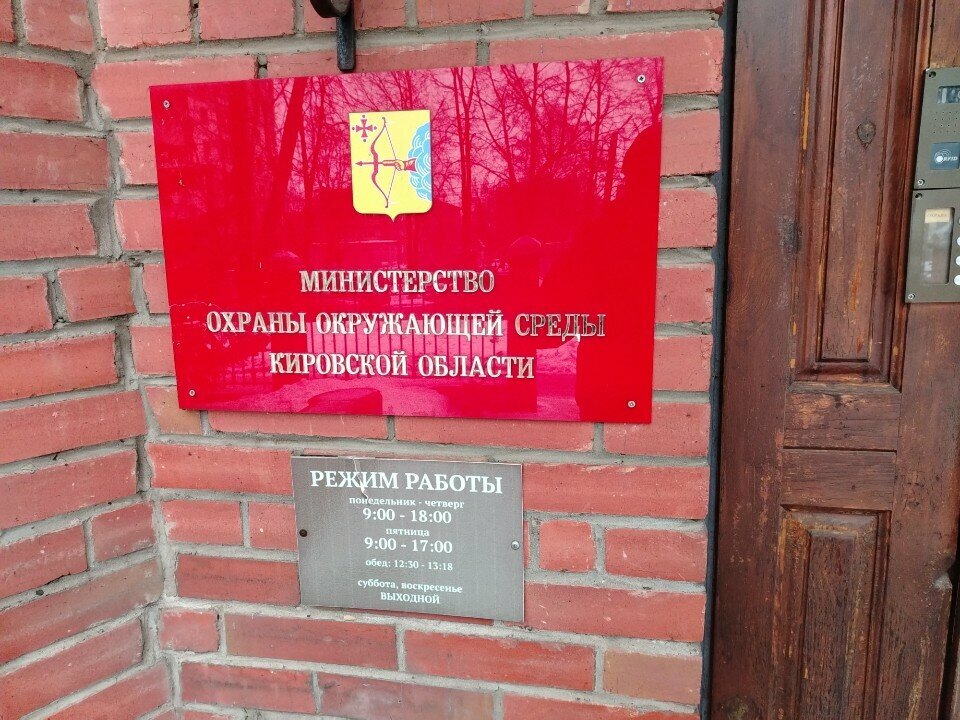 МИНИСТЕРСТВО
ОХРАНЫ ОКРУЖАЮЩЕЙ СРЕДЫ
КИРОВСКОЙ ОБЛАСТИ
РЕЖИМ РАБОТЫ
понедельник - четверг
9:00 - 18:00
пятница
9:00 - 17:00
обед: 12:30 - 13:18
суббота, воскресенье
ВЫХОДНОЙ
RFID